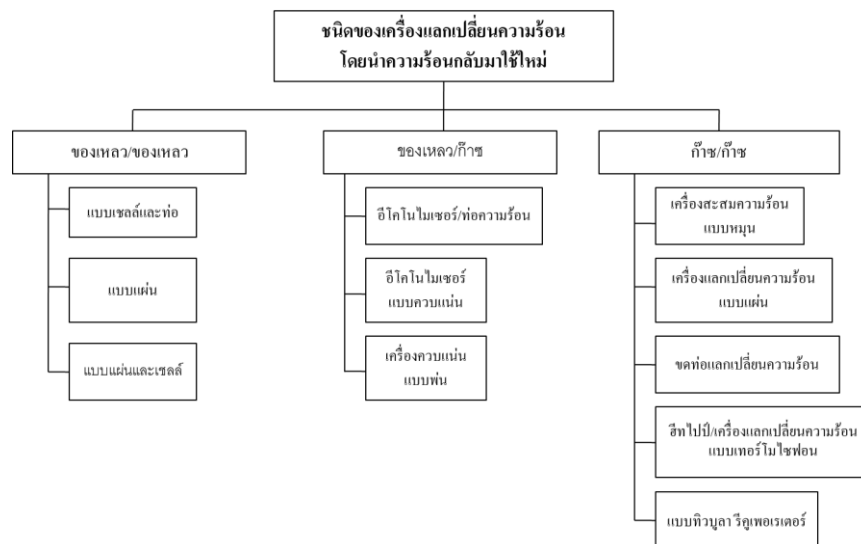 ชนิดของเครื่องแลกเปลี่ยนความร้อน
โดยนำความร้อนกลับมาใช้ใหม่
ของเหลว/ของเหลว
แบบเชลล์และท่อ
แบบแผ่น
แบบแผ่นและเชลล์
ของเหลว/ก๊าซ
อีโคโนไมเซอร์/ท่อความร้อน
อีโคโนไมเซอร์
แบบควบแน่น
เครื่องควบแน่น
แบบพ่น
ก๊าซ/ก๊าซ
เครื่องสะสมความร้อน
แบบหมุน
เครื่องแลกเปลี่ยนความร้อน
แบบแผ่น
ขดท่อแลกเปลี่ยนความร้อน
ฮีทไปป์/เครื่องแลกเปลี่ยนความร้อน
แบบเทอร์โมไซฟอน
แบบทิวบูลา รีคูเพอเรเตอร์